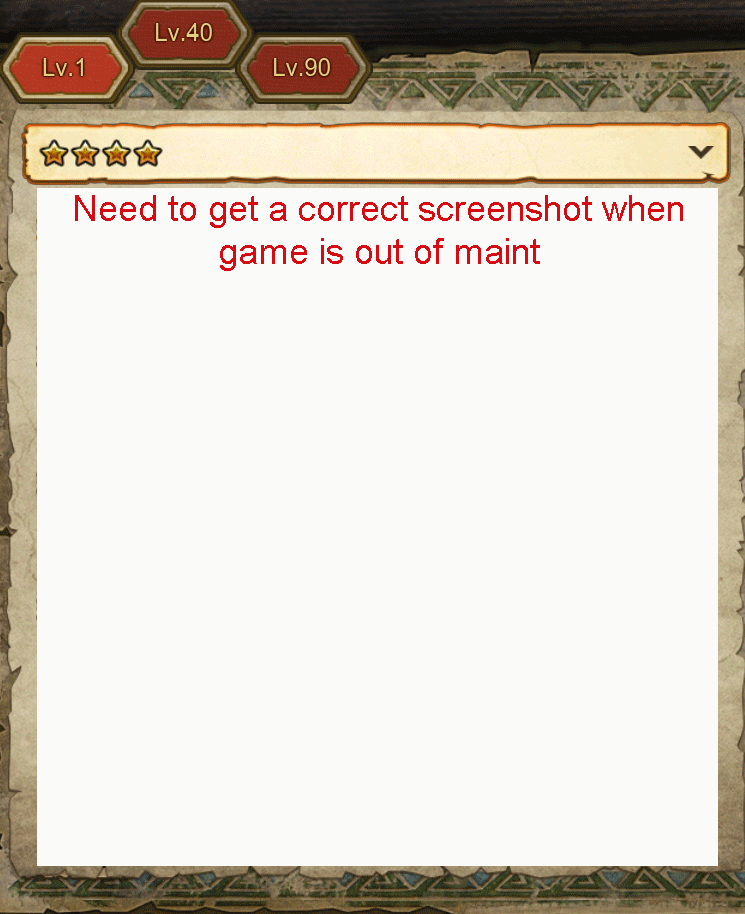 Lv.1
Lv.40
Lv.90
Need to get a correct screenshot when
game is out of maint